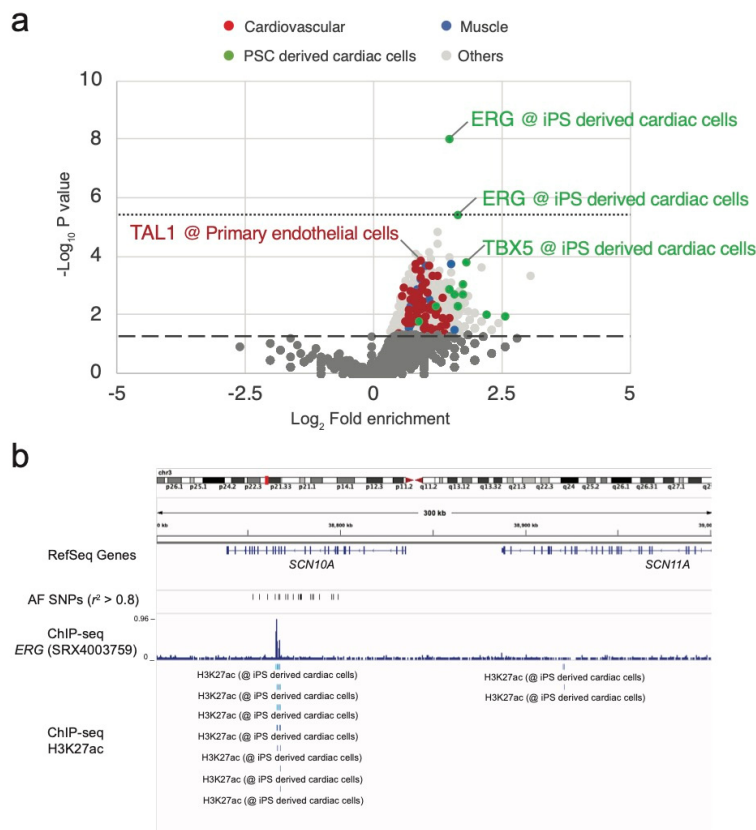 a
Cardiovascular
Muscle
PSC derived cardiac cells
Others
10
8
6
4
2
0
-Log10 P value
ERG @ iPS derived cardiac cells
ERG @ iPS derived cardiac cells
TAL1 @ Primary endothelial cells
TBX5 @ iPS derived cardiac cells
-5 -2.5 0 2.5 5
Log2 Fold enrichment
b
chr3
p26.1 p25.1 p24.2 p22.3 p21.33 p21.1 p14.1 p12.3 p11.2 q11.2 q13.12 q13.32 q21.3 q22.3 q24 q25.2 q26.1 q26.31 q27.1
300 kb
RefSeq Genes
SCN10A
SCN11A
AF SNPs (r² > 0.8)
0.96
0
ChIP-seq
ERG (SRX4003759)
H3K27ac (@ iPS derived cardiac cells) H3K27ac (@ iPS derived cardiac cells)
H3K27ac (@ iPS derived cardiac cells) H3K27ac (@ iPS derived cardiac cells)
H3K27ac (@ iPS derived cardiac cells)
H3K27ac (@ iPS derived cardiac cells)
H3K27ac (@ iPS derived cardiac cells)
H3K27ac (@ iPS derived cardiac cells)
H3K27ac (@ iPS derived cardiac cells)
ChIP-seq
H3K27ac